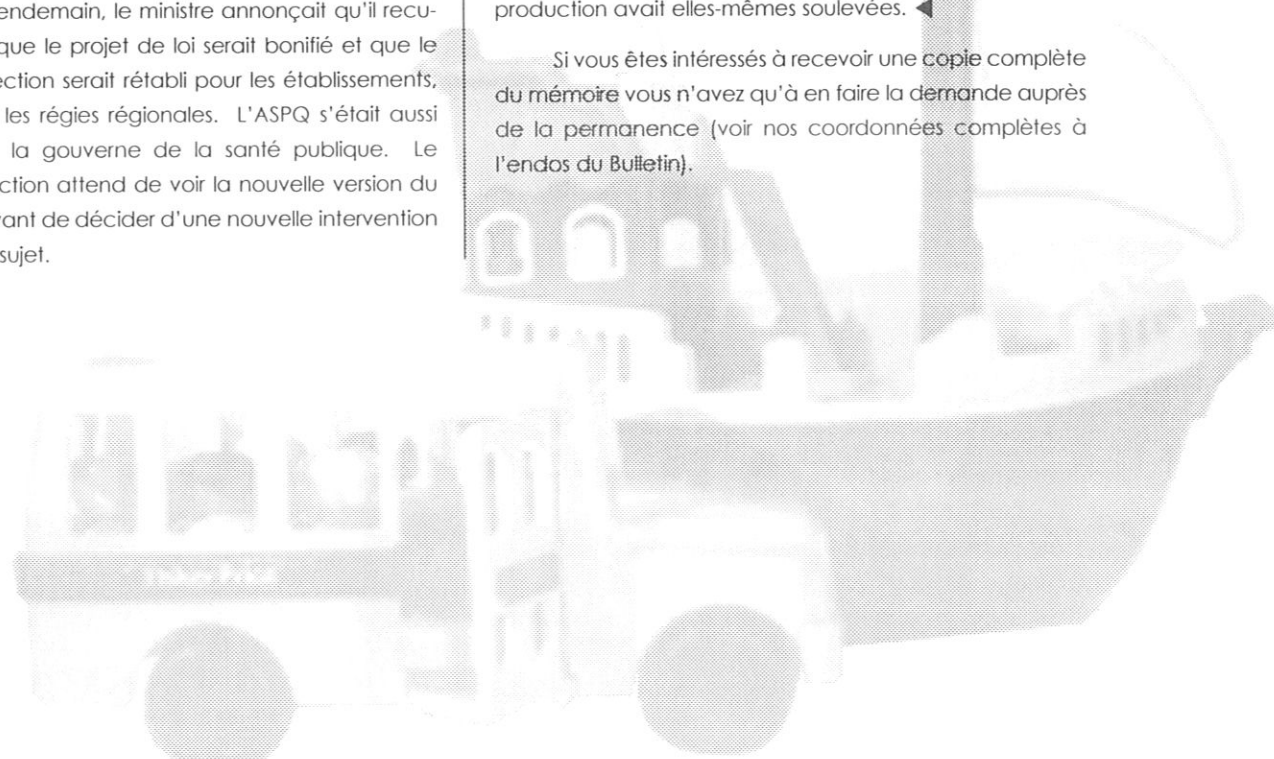 endemain, le ministre annonçait qu'il recu-
que le projet de loi serait bonifié et que le
ection serait rétabli pour les établissements,
les régies régionales. L'ASPQ s'était aussi
la gouverne de la santé publique. Le
ction attend de voir la nouvelle version du
vant de décider d'une nouvelle intervention
sujet.
production avait elles-mêmes soulevées.
Si vous êtes intéressés à recevoir une copie complète
du mémoire vous n'avez qu'à en faire la demande auprès
de la permanence (voir nos coordonnées complètes à
l'endos du Bulletin).